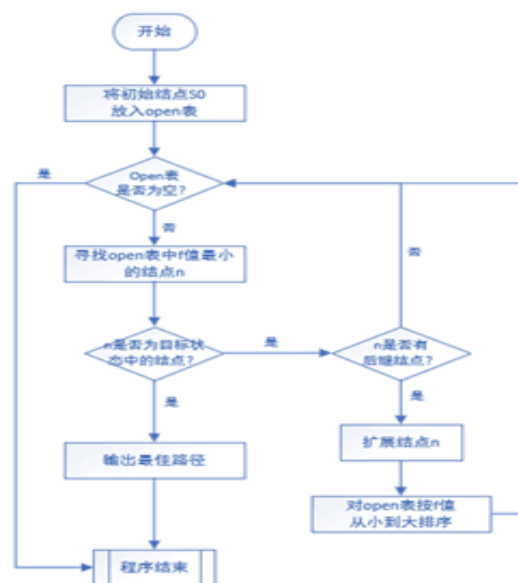 开始
将初始结点S0
放入open表
是
Open表
是否为空?
否
寻找open表中f值最小
的结点n
否
n是否为目标状
态中的结点?
是
n是否有
后继结点?
是
是
输出最佳路径
扩展结点n
对open表按f值
从小到大排序
程序结束